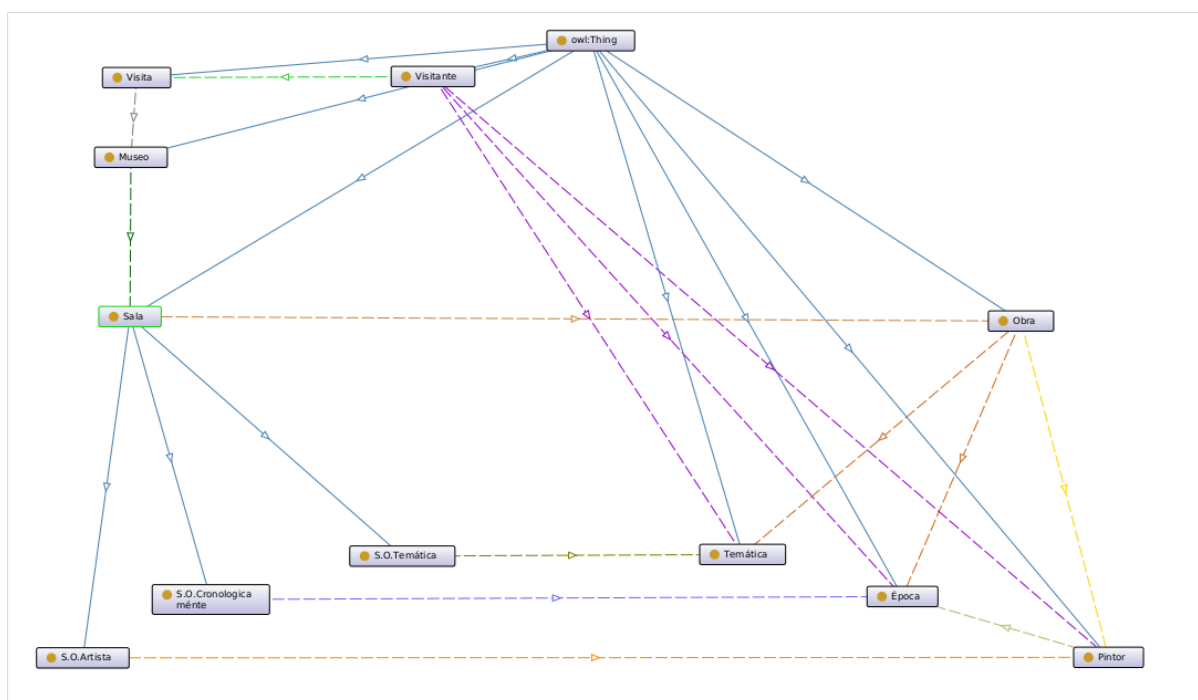 owl:Thing
Visita
Visitante
Museo
Sala
Obra
S.O.Temática
Temática
S.O.Cronologica
ménte
Época
S.O.Artista
Pintor